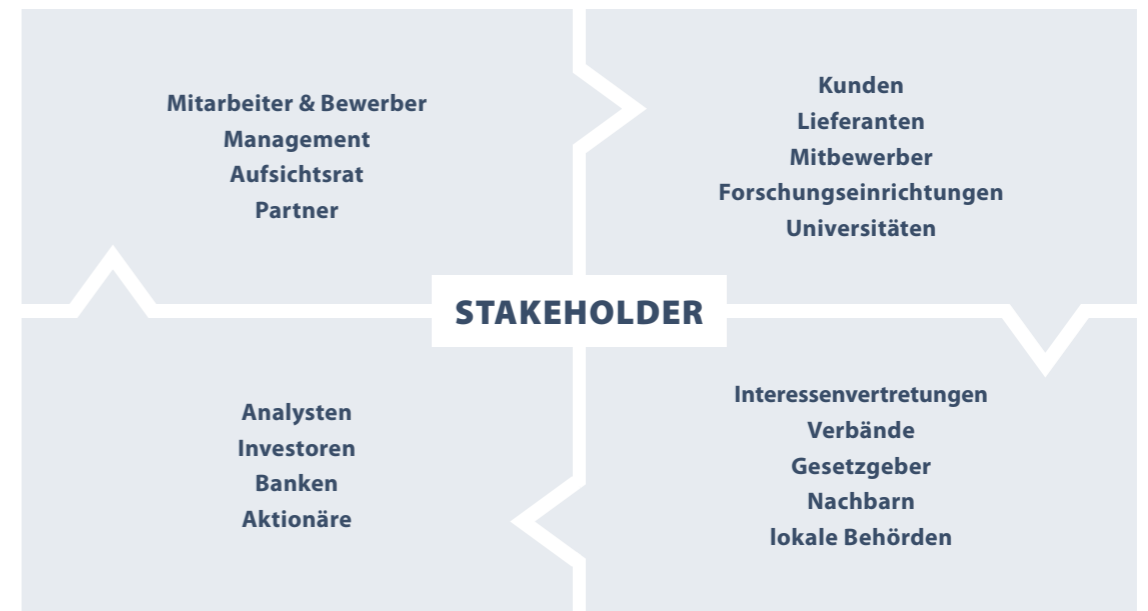 Mitarbeiter & Bewerber
Management
Aufsichtsrat
Partner
Kunden
Lieferanten
Mitbewerber
Forschungseinrichtungen
Universitäten
STAKEHOLDER
Analysten
Investoren
Banken
Aktionäre
Interessenvertretungen
Verbände
Gesetzgeber
Nachbarn
lokale Behörden